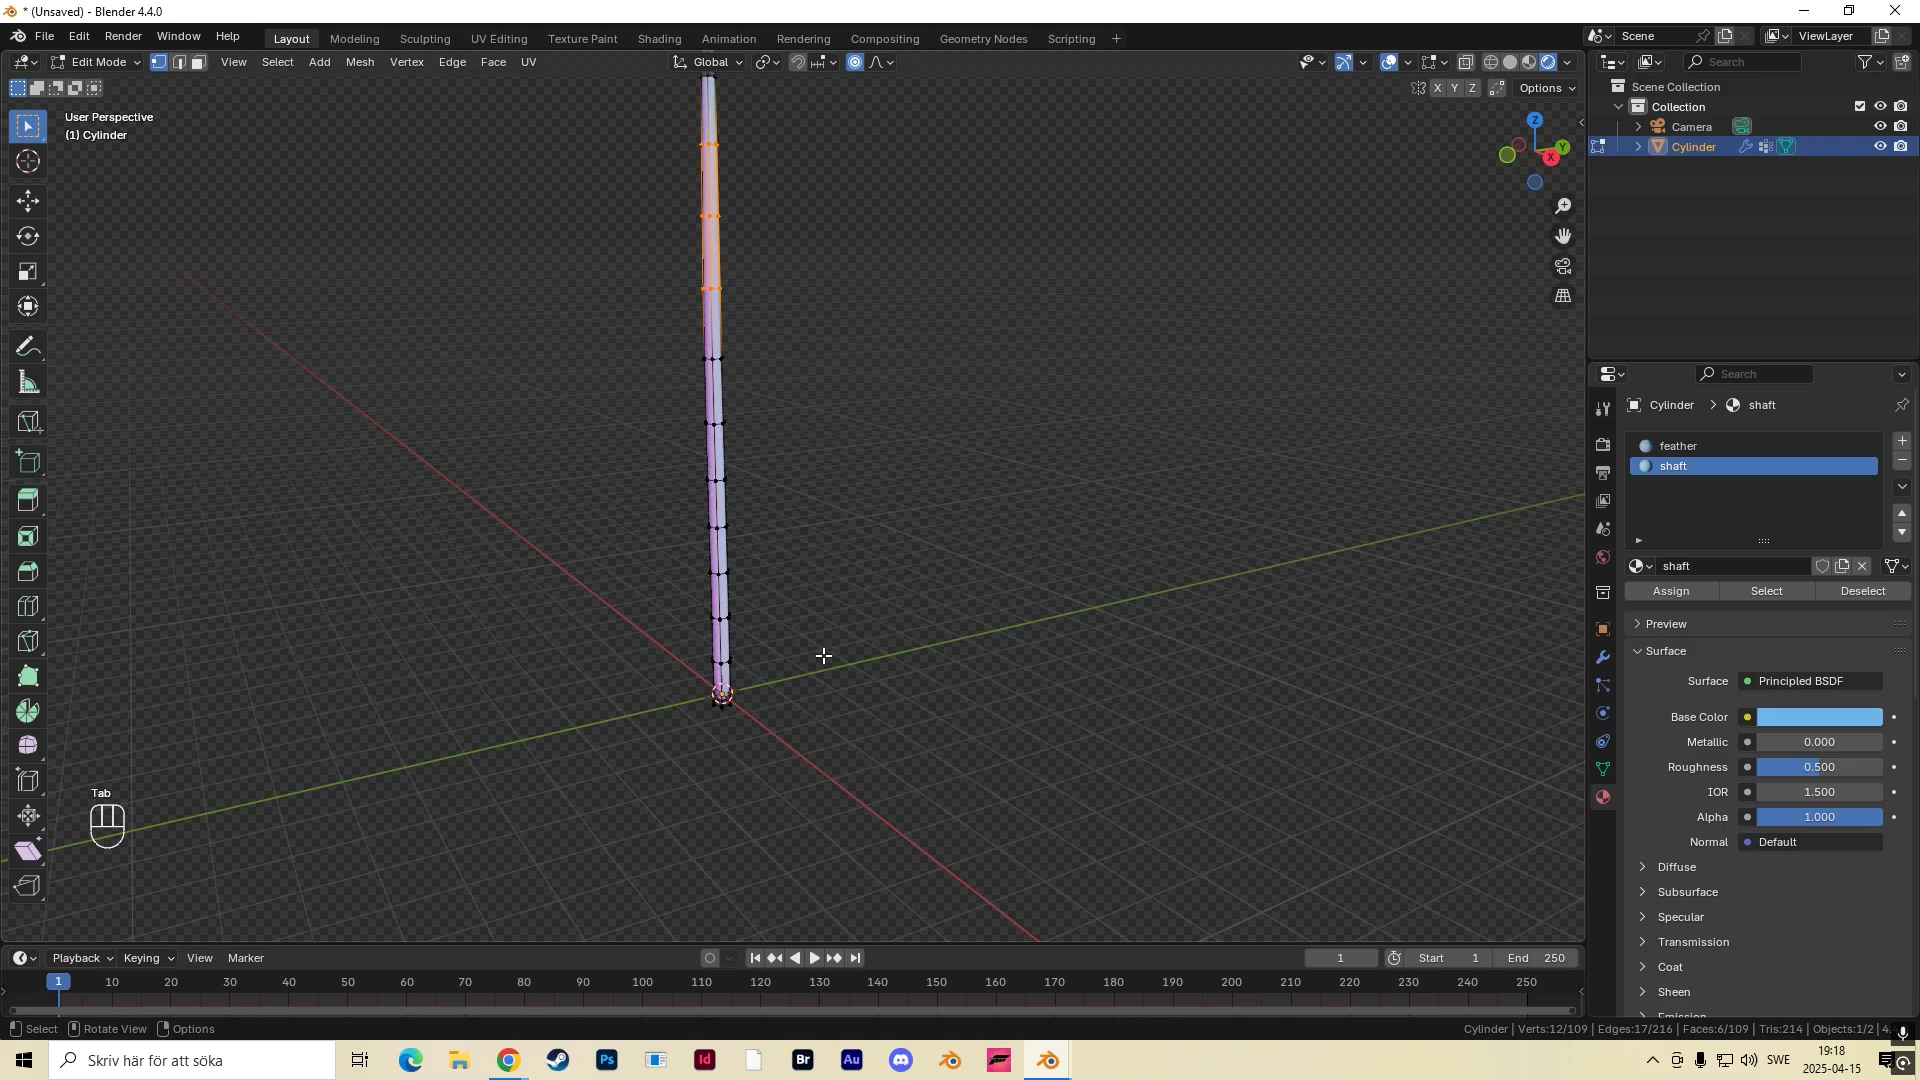 * (Unsaved) - Blender 4.4.0
File Edit Render Window Help
Layout Modeling Sculpting UV Editing Texture Paint Shading Animation Rendering Compositing Geometry Nodes Scripting +
Scene
ViewLayer
Edit Mode View Select Add Mesh Vertex Edge Face UV
Global
Search
X Y Z Options
User Perspective
(1) Cylinder
Scene Collection
Collection
Camera
Cylinder
Z
Y
X
Search
Cylinder > shaft
feather
shaft
shaft
Assign Select Deselect
Preview
Surface
Surface Principled BSDF
Base Color
Metallic 0.000
Roughness 0.500
IOR 1.500
Alpha 1.000
Normal Default
Diffuse
Subsurface
Specular
Transmission
Coat
Sheen
Tab
Playback Keying View Marker
1 Start 1 End 250
1 10 20 30 40 50 60 70 80 90 100 110 120 130 140 150 160 170 180 190 200 210 220 230 240 250
Select Rotate View Options
Cylinder | Verts:12/109 | Edges:17/216 | Faces:6/109 | Tris:214 | Objects:1/2 | 4.
Skriv här för att söka
Ps
Id
Br
Au
SWE
19:18
2025-04-15